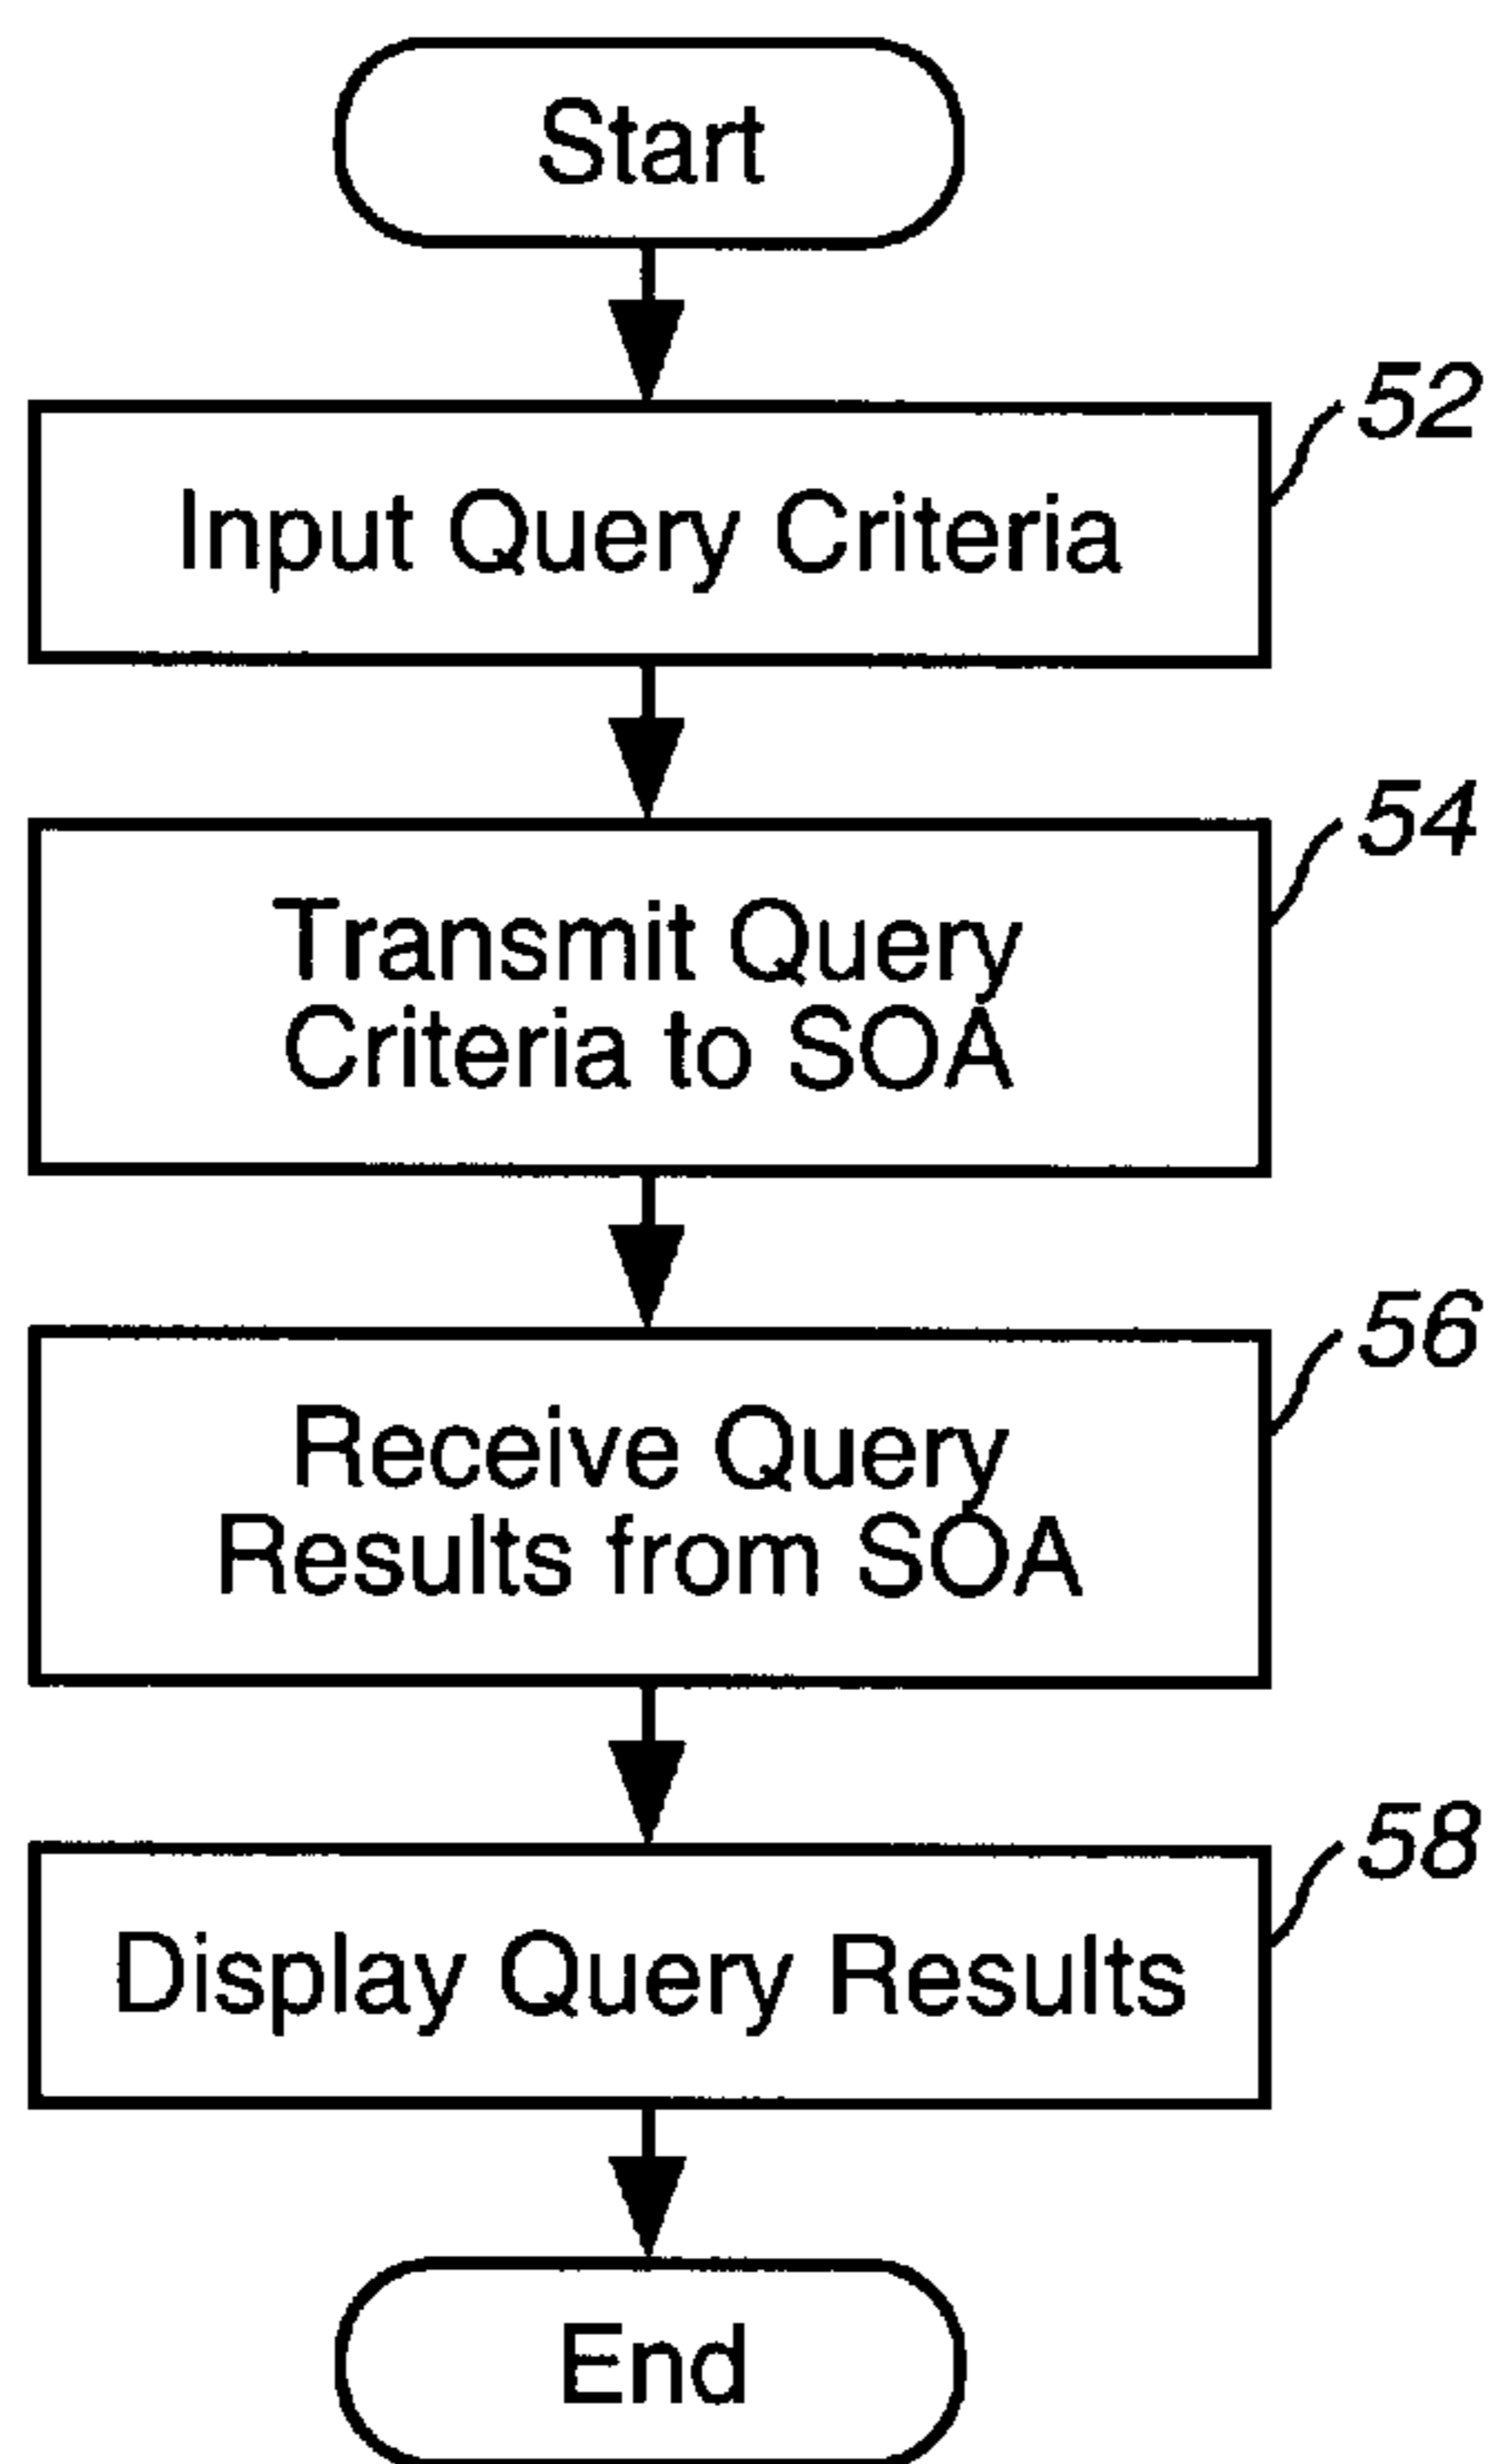 Start
52
Input Query Criteria
54
Transmit Query
Criteria to SOA
56
Receive Query
Results from SOA
58
Display Query Results
End